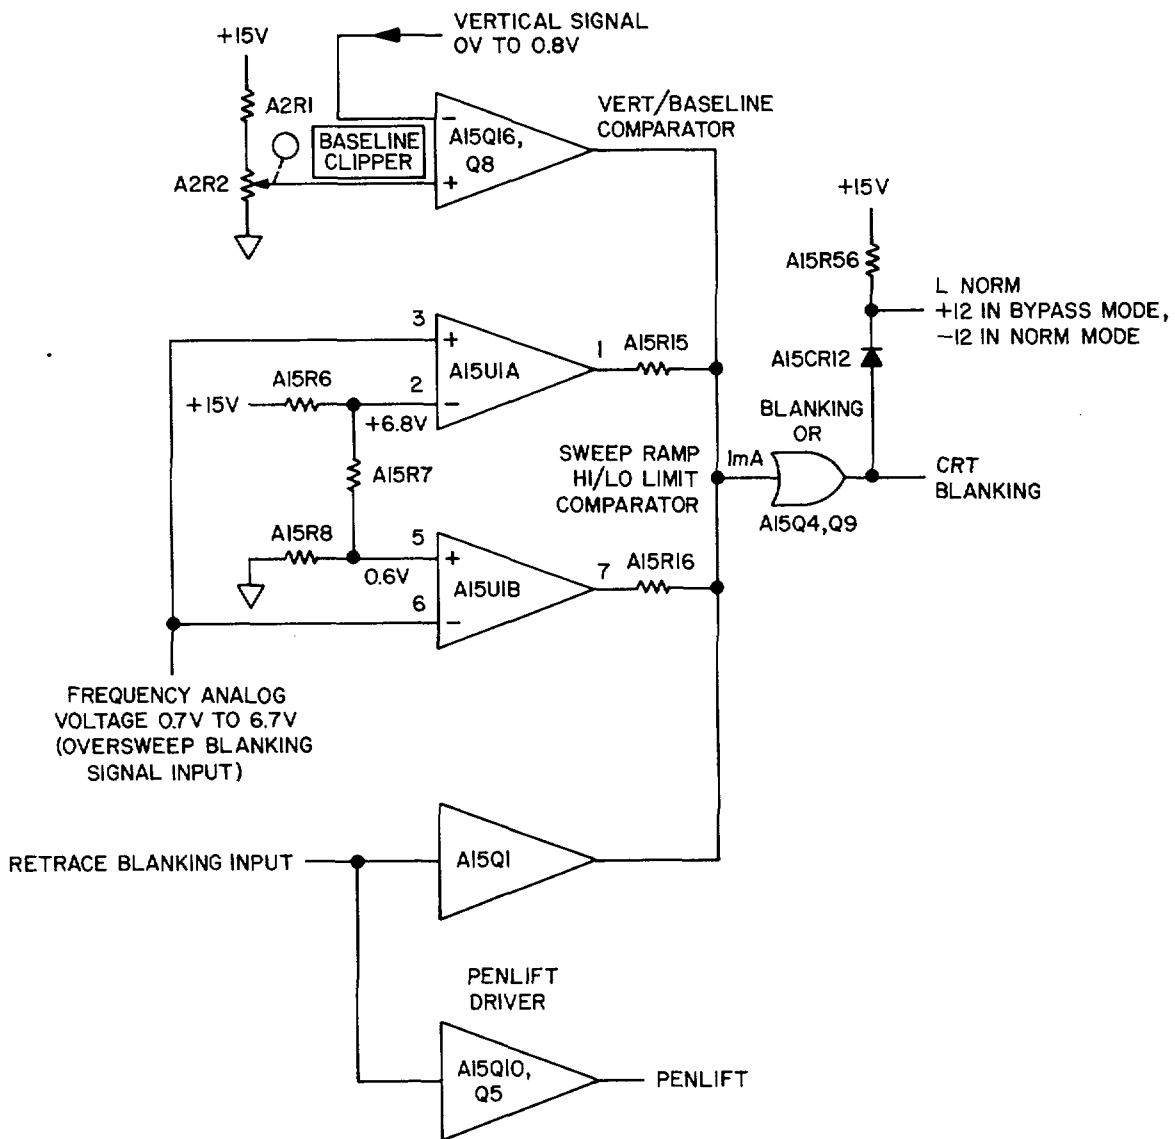 VERTICAL SIGNAL
0V TO 0.8V
+15V
A2R1
BASELINE
CLIPPER
A2R2
−
A15Q16,
Q8
+
VERT/BASELINE
COMPARATOR
+15V
A15R56
L NORM
+12 IN BYPASS MODE,
−12 IN NORM MODE
A15CR12
3
+
A15U1A
1
A15R15
A15R6
2
−
+15V
+6.8V
A15R7
BLANKING
OR
SWEEP RAMP
HI/LO LIMIT
COMPARATOR
1mA
CRT
BLANKING
A15Q4,Q9
A15R8
5
+
0.6V
A15U1B
7
A15R16
6
−
FREQUENCY ANALOG
VOLTAGE 0.7V TO 6.7V
(OVERSWEEP BLANKING
SIGNAL INPUT)
RETRACE BLANKING INPUT
A15Q1
PENLIFT
DRIVER
A15Q10,
Q5
PENLIFT